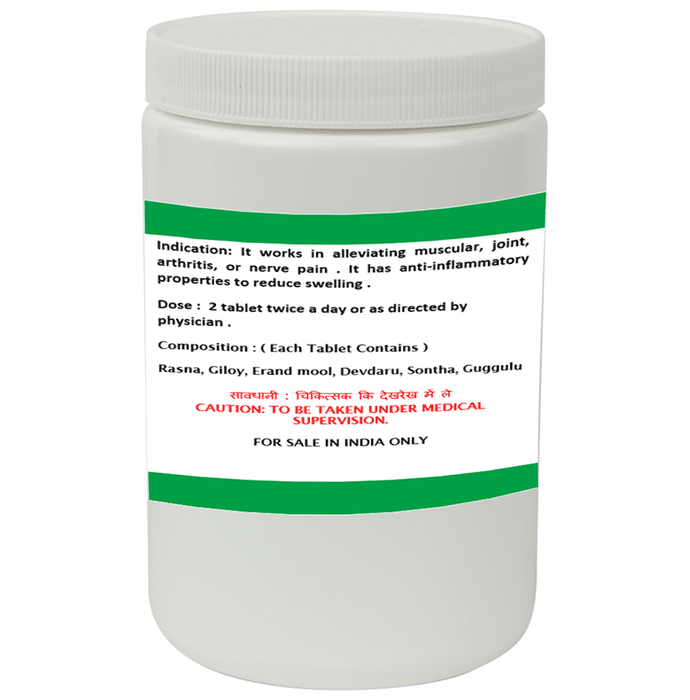 Indication: It works in alleviating muscular, joint,
arthritis, or nerve pain . It has anti-inflammatory
properties to reduce swelling .
Dose : 2 tablet twice a day or as directed by
physician .
Composition : ( Each Tablet Contains )
Rasna, Giloy, Erand mool, Devdaru, Sontha, Guggulu
सावधानी : चिकित्सक कि देखरेख में ले
CAUTION: TO BE TAKEN UNDER MEDICAL
SUPERVISION.
FOR SALE IN INDIA ONLY